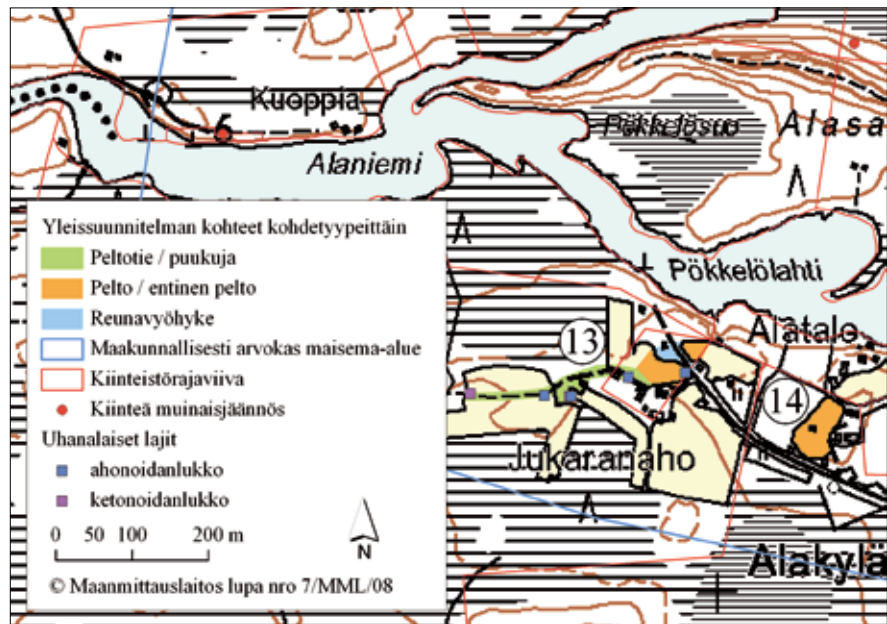 Kuoppia
Alaniemi
Pökkelösuo
Alasa
Pökkelölahti
Alatalo
13
14
Jukaranaho
Alakylä
Yleissuunnitelman kohteet kohdetyypeittäin
Peltotie / puukuja
Pelto / entinen pelto
Reunavyöhyke
Maakunnallisesti arvokas maisema-alue
Kiinteistörajaviiva
Kiinteä muinaisjäännös
Uhanalaiset lajit
ahonoidanlukko
ketonoidanlukko
0 50 100 200 m
N
© Maanmittauslaitos lupa nro 7/MML/08